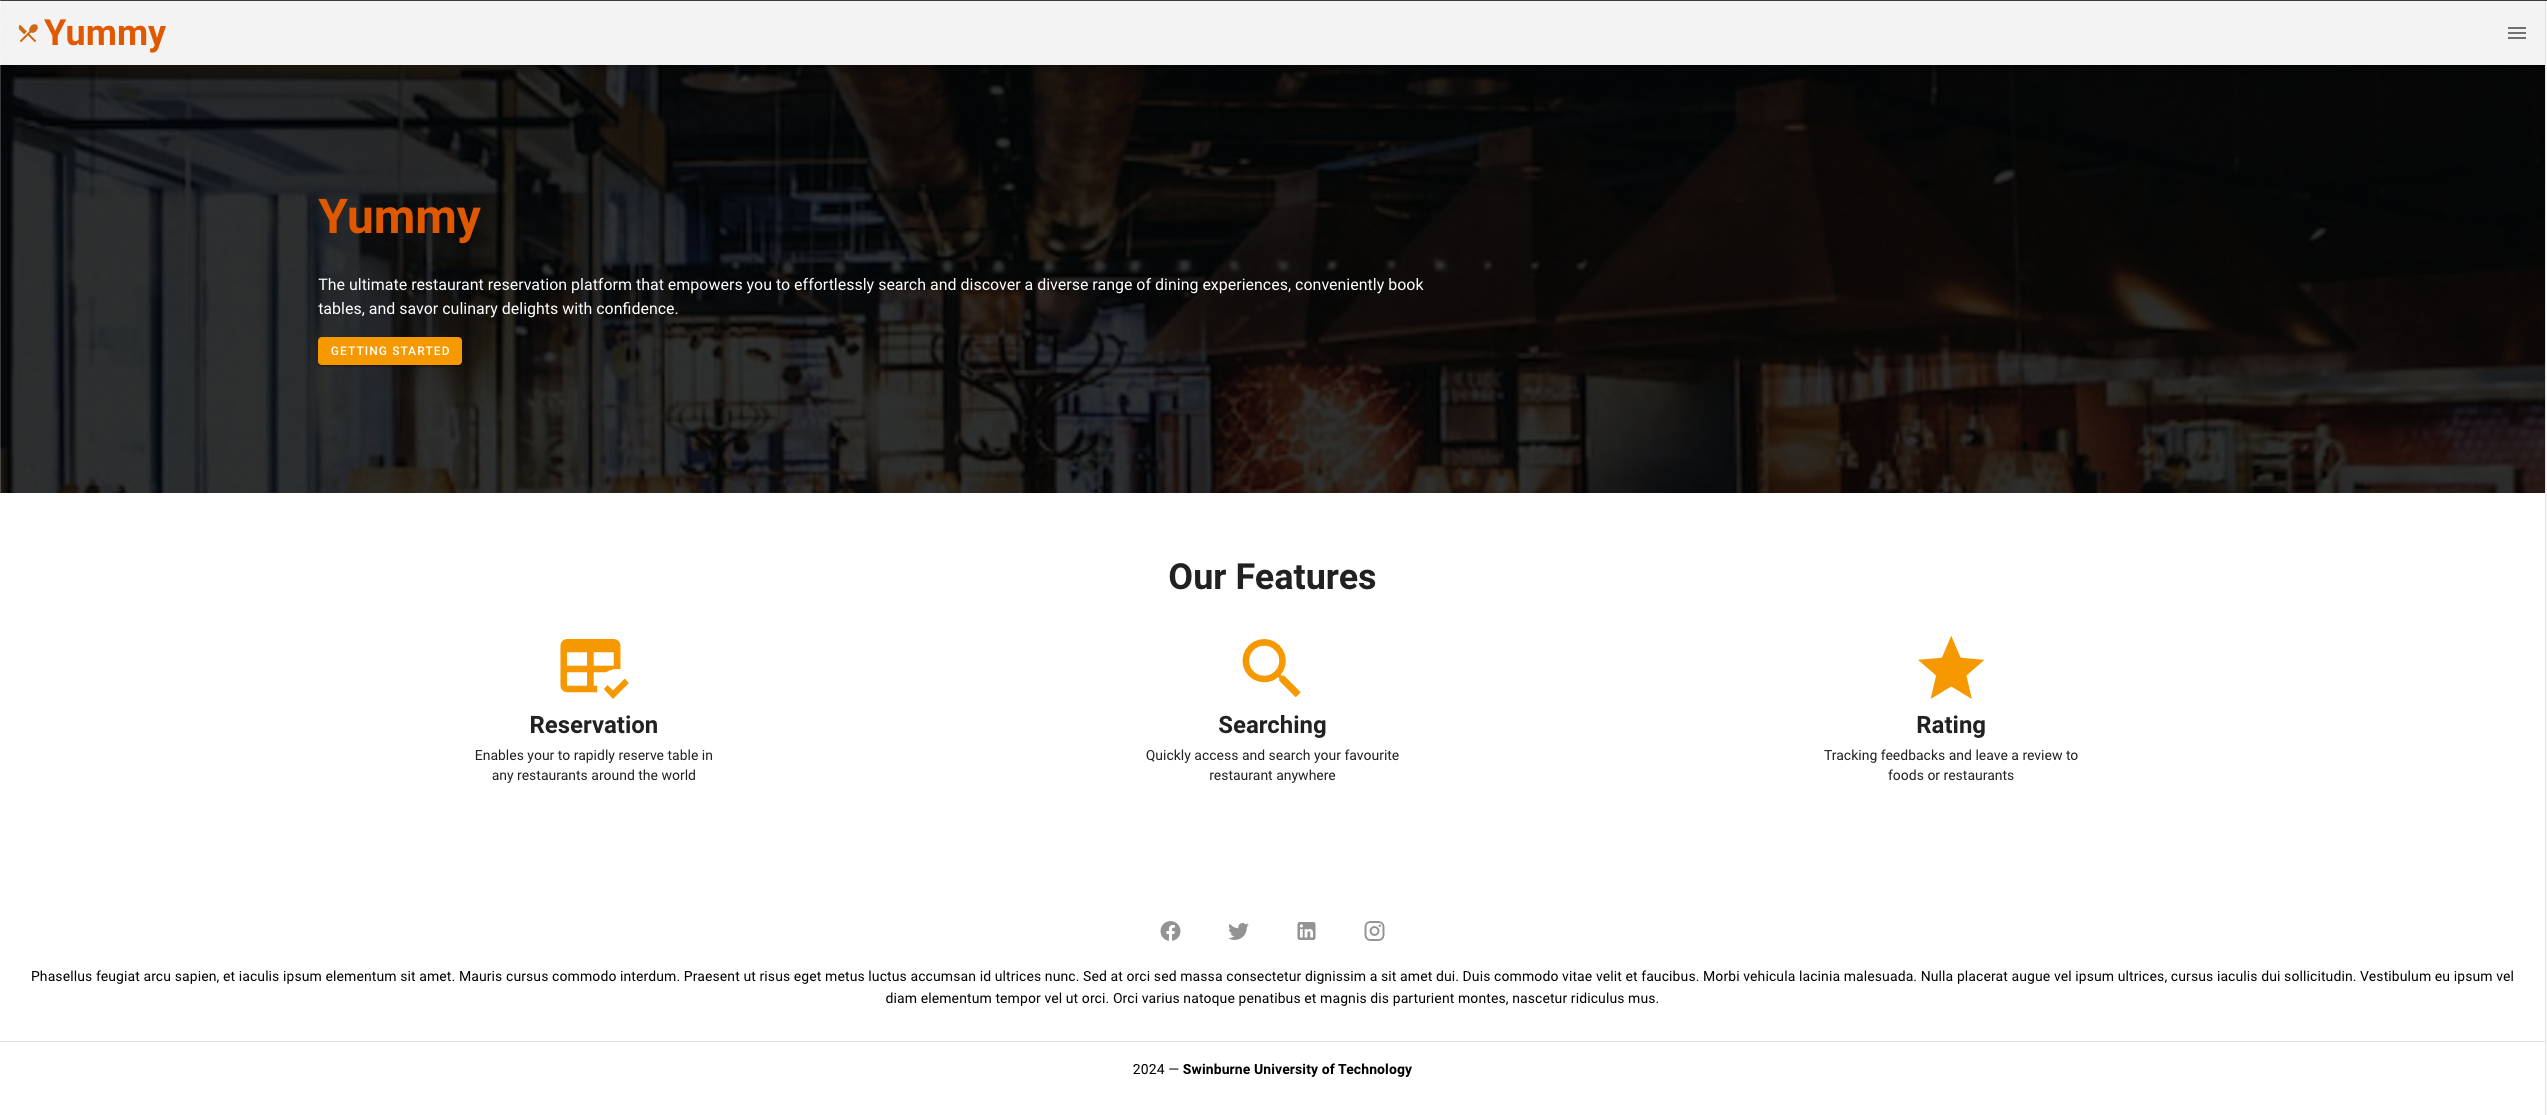 Yummy
Yummy
The ultimate restaurant reservation platform that empowers you to effortlessly search and discover a diverse range of dining experiences, conveniently book
tables, and savor culinary delights with confidence.
GETTING STARTED
Our Features
Reservation
Enables your to rapidly reserve table in
any restaurants around the world
Searching
Quickly access and search your favourite
restaurant anywhere
Rating
Tracking feedbacks and leave a review to
foods or restaurants
Phasellus feugiat arcu sapien, et iaculis ipsum elementum sit amet. Mauris cursus commodo interdum. Praesent ut risus eget metus luctus accumsan id ultrices nunc. Sed at orci sed massa consectetur dignissim a sit amet dui. Duis commodo vitae velit et faucibus. Morbi vehicula lacinia malesuada. Nulla placerat augue vel ipsum ultrices, cursus iaculis dui sollicitudin. Vestibulum eu ipsum vel
diam elementum tempor vel ut orci. Orci varius natoque penatibus et magnis dis parturient montes, nascetur ridiculus mus.
2024 — Swinburne University of Technology